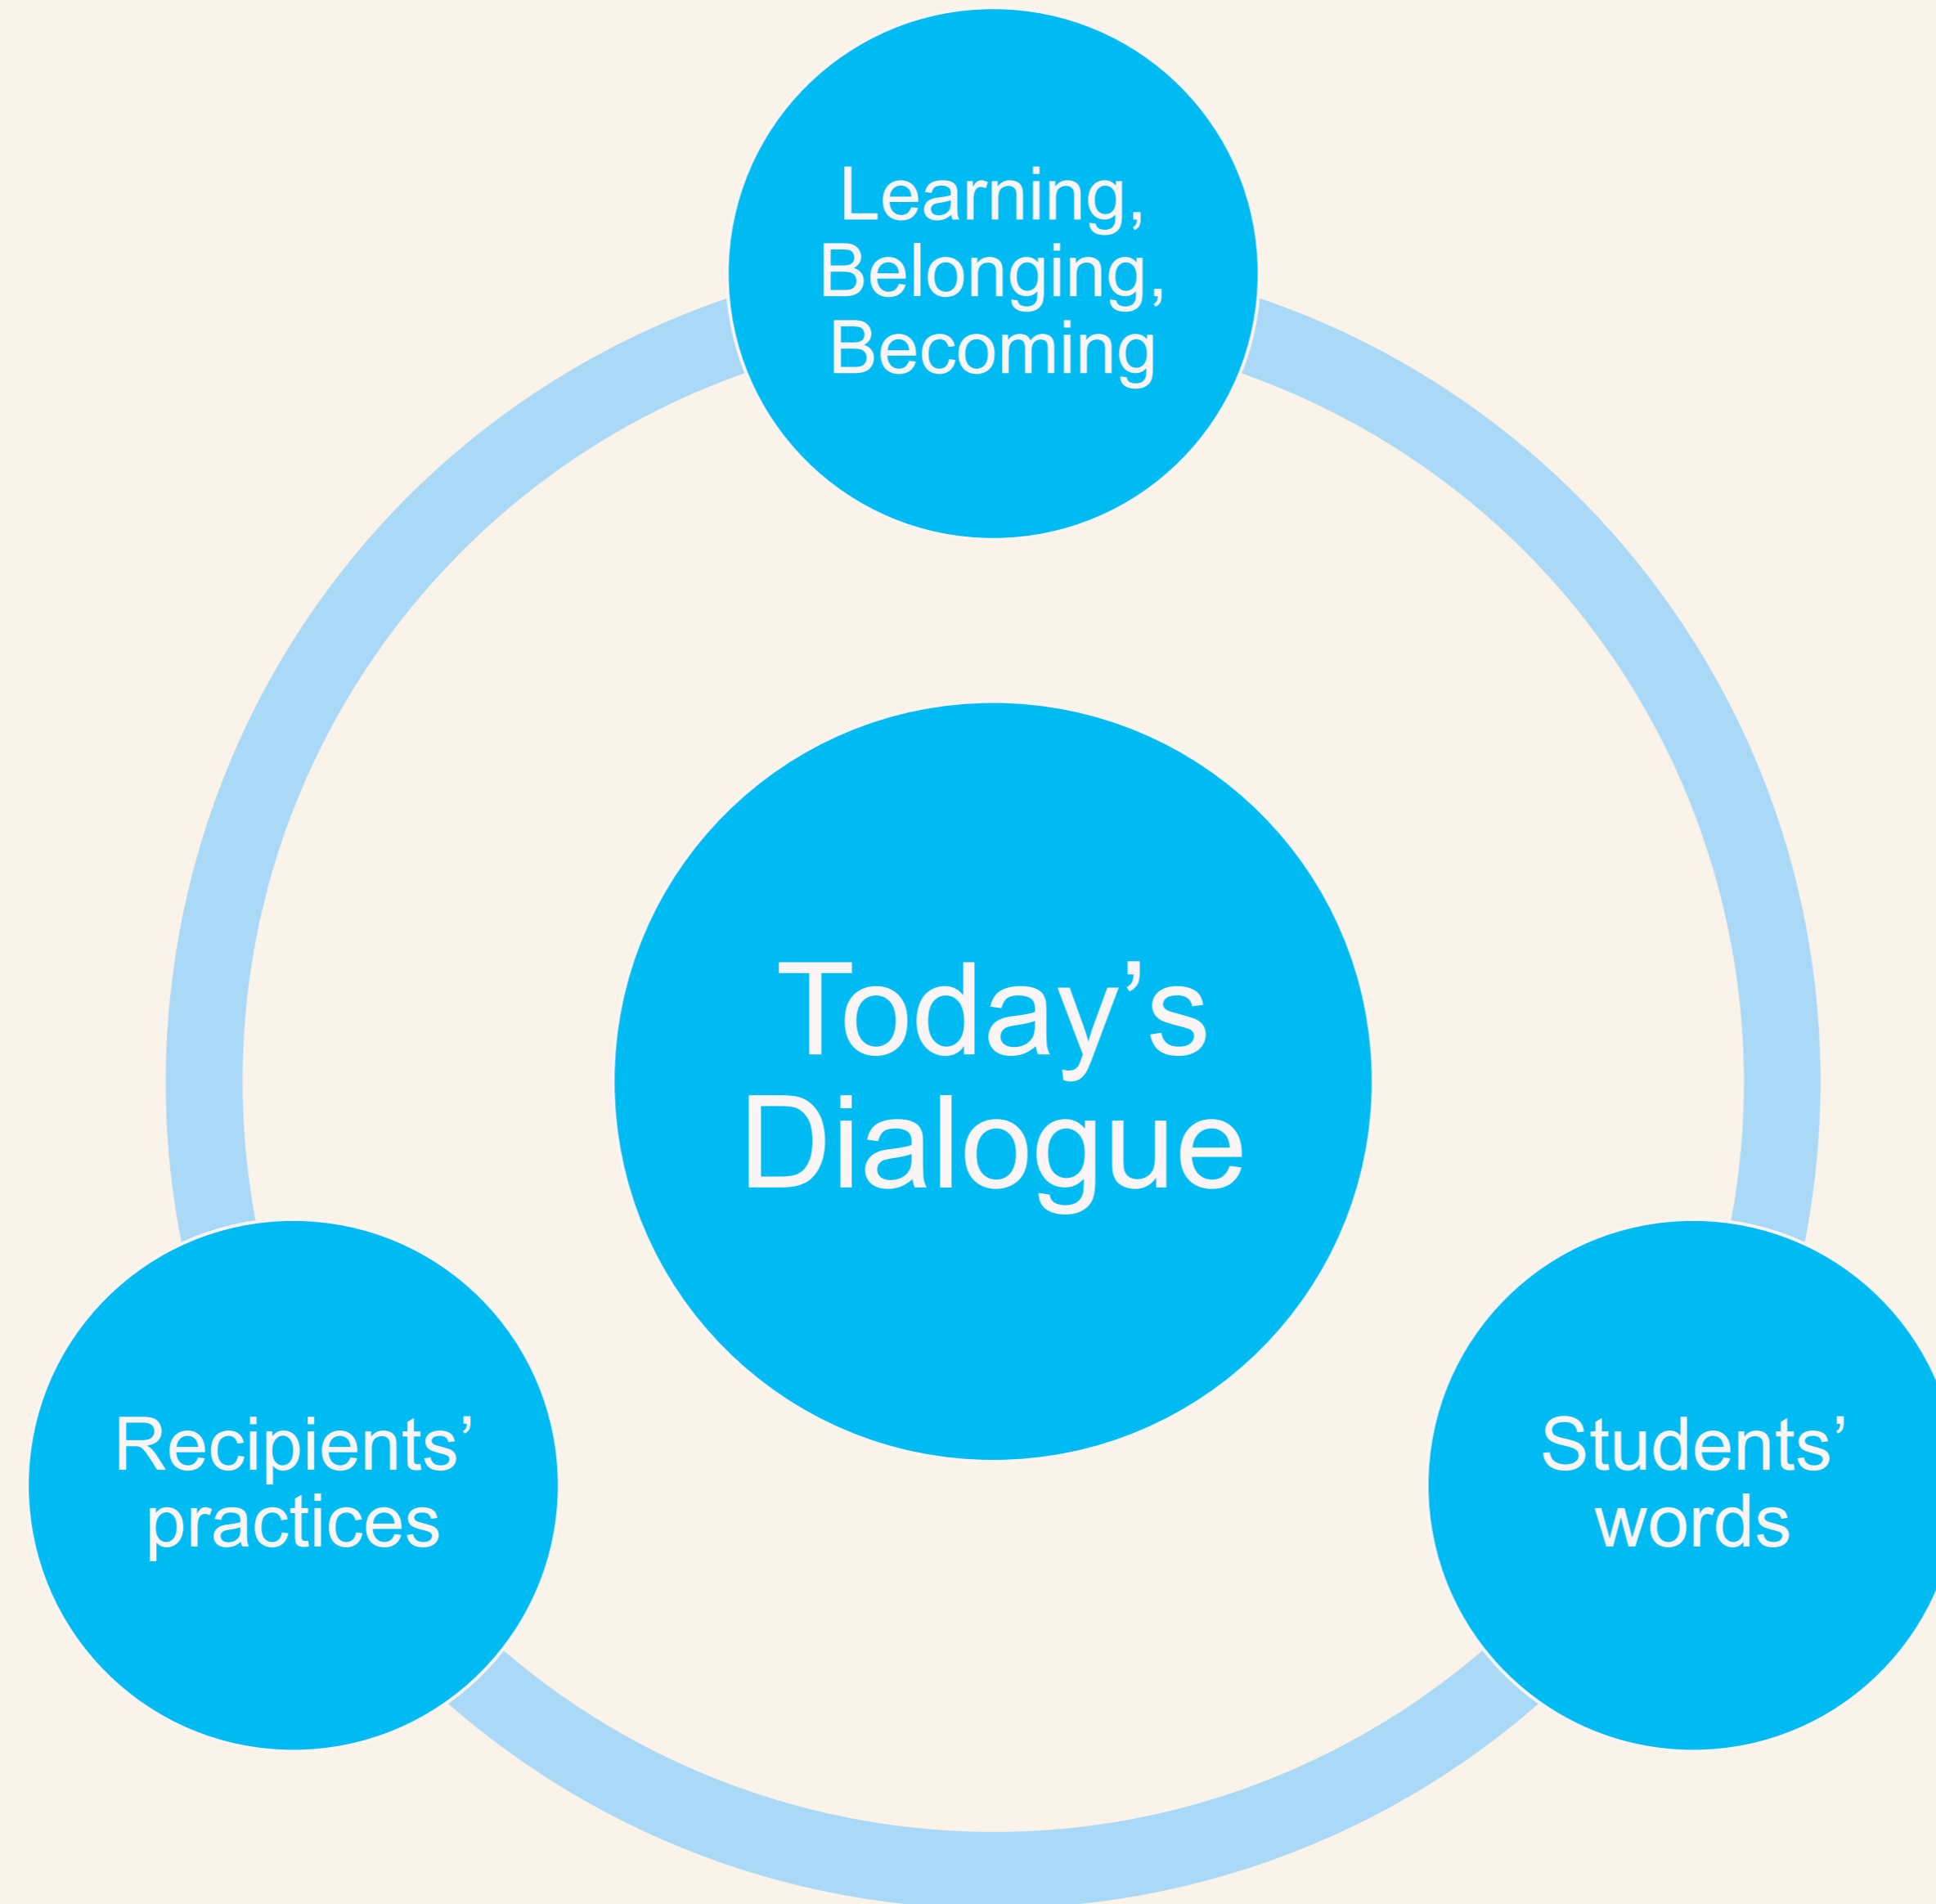 Learning,
Belonging,
Becoming
Today’s
Dialogue
Recipients’
practices
Students’
words